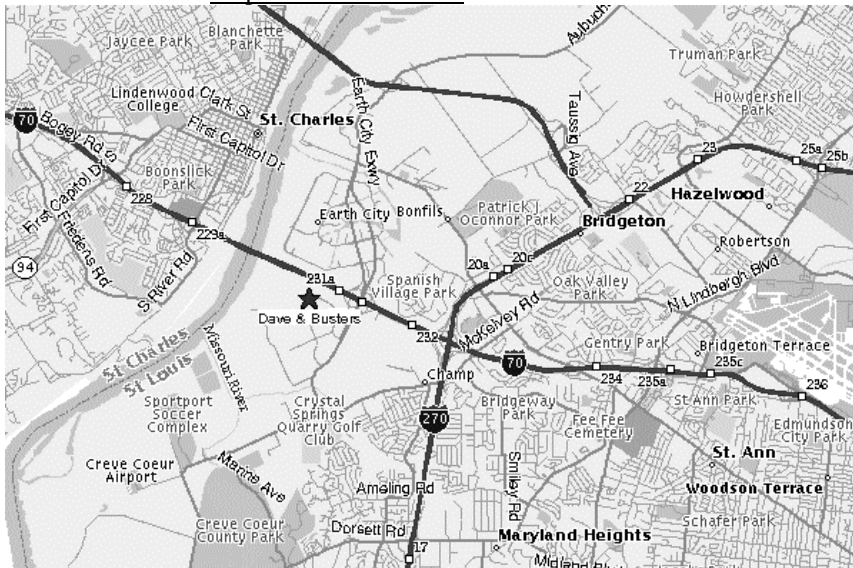 Jaycee Park
Blanchette
Park
Truman Park
Howdershell
Park
Lindenwood
College
Clark St
St. Charles
First Capitol Dr
Earth City Exwy
Taussig Ave
70
Bogey Rd S
Boonslick
Park
First Capitol Dr
Friedens Rd
228
229a
S River Rd
94
Earth City
Bonfils
Patrick J
Oconnor Park
Bridgeton
Hazelwood
22
23
25a
25b
Robertson
N Lindbergh Blvd
20a
20c
Oak Valley
Park
231a
Spanish
Village Park
Dave & Busters
232
McKelvey Rd
Gentry Park
Bridgeton Terrace
St Charles
St Louis
Missouri River
70
234
235a
235c
236
Champ
Sportport
Soccer
Complex
Crystal
Springs
Quarry Golf
Club
270
Bridgeway
Park
Fee Fee
Cemetery
St Ann Park
Edmundson
City Park
St. Ann
Creve Coeur
Airport
Marine Ave
Ameling Rd
Smiley Rd
Woodson Terrace
Creve Coeur
County Park
Dorsett Rd
17
Maryland Heights
Schafer Park